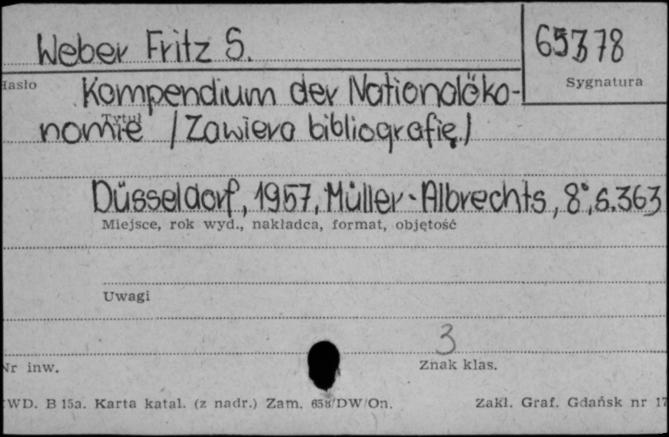 Weber Fritz S.
65378
Hasło
Sygnatura
Kompendium der Nationalöko-
nomie /Zawiera bibliografię./
Tytuł
Düsseldorf, 1957, Müller-Albrechts, 8°, s. 363
Miejsce, rok wyd., nakładca, format, objętość
Uwagi
3
Nr inw.
Znak klas.
WD. B 15a. Karta katal. (z nadr.) Zam. 658/DW/On.
Zakł. Graf. Gdańsk nr 17